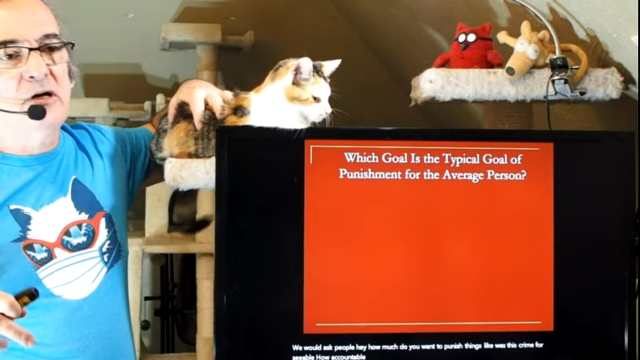 Which Goal Is the Typical Goal of
Punishment for the Average Person?
We would ask people hey how much do you want to punish things like was this crime for
seeable How accountable